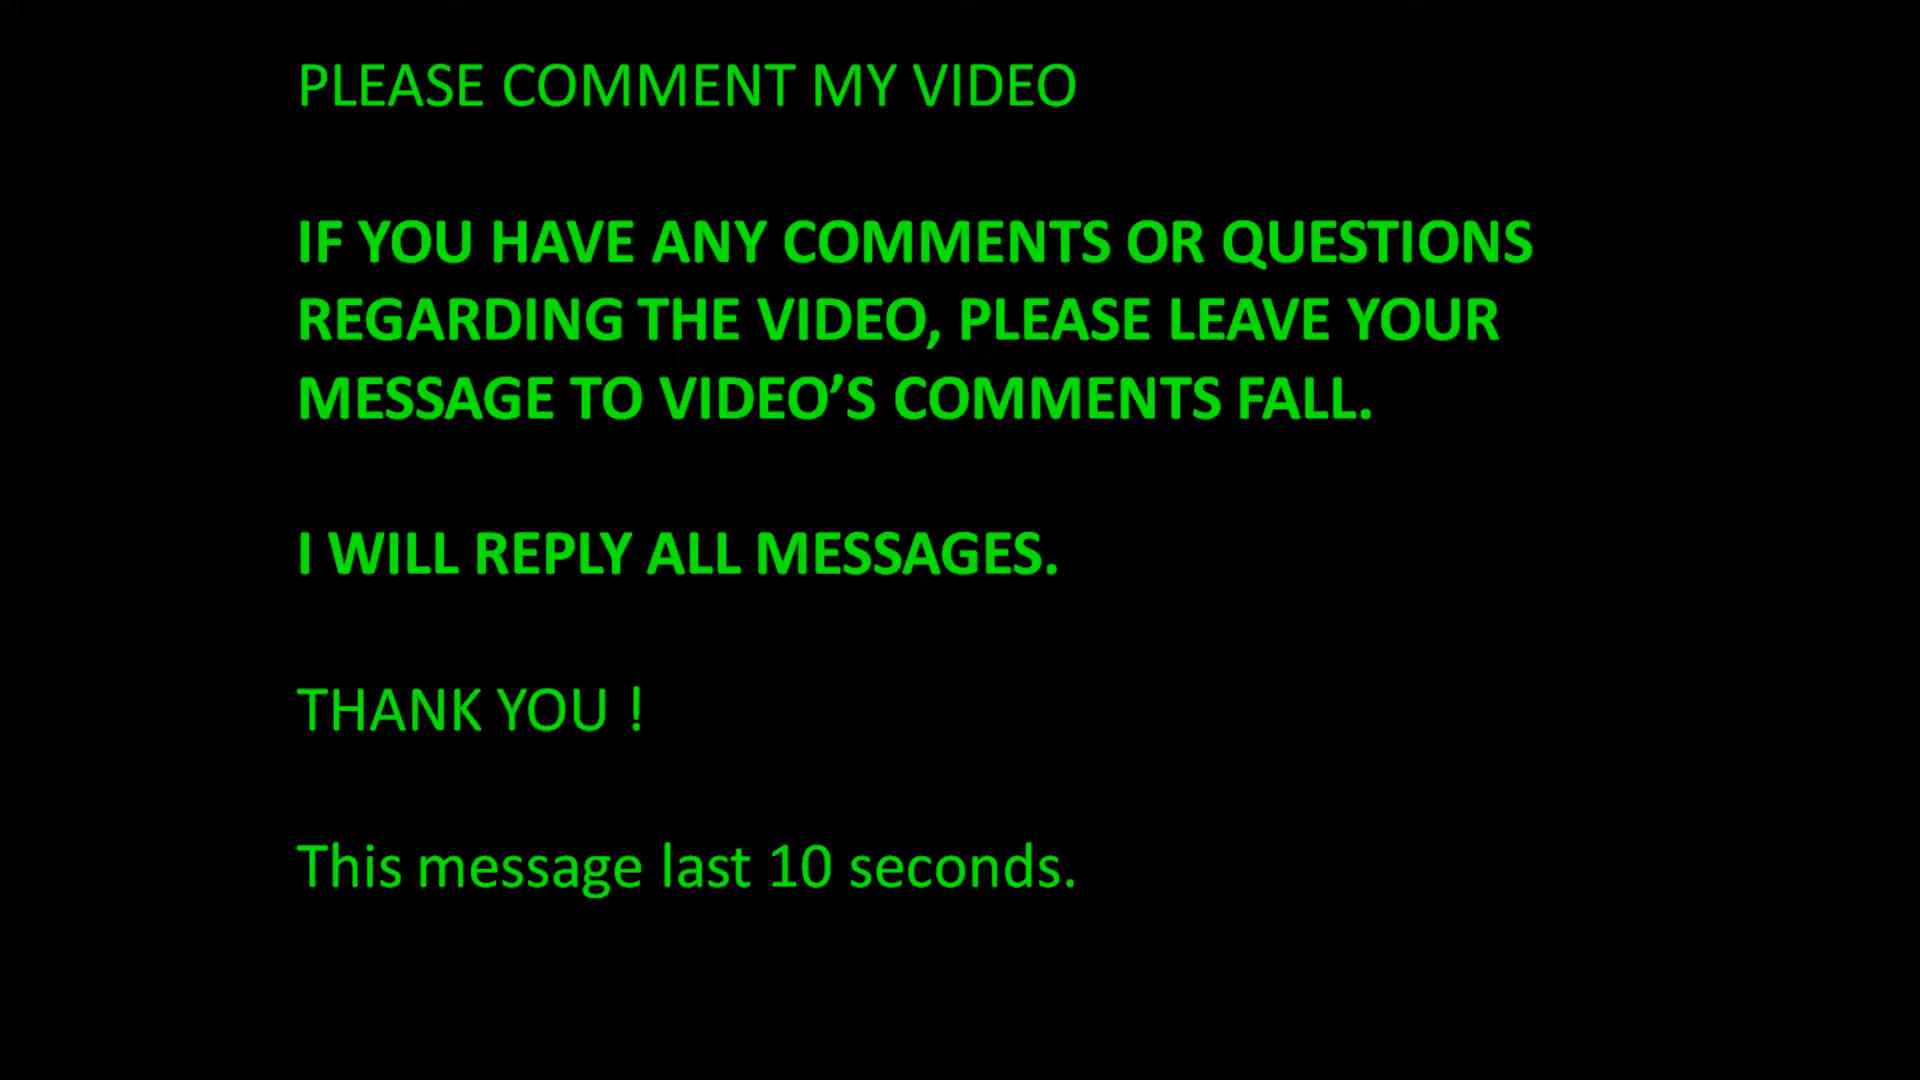 PLEASE COMMENT MY VIDEO
IF YOU HAVE ANY COMMENTS OR QUESTIONS
REGARDING THE VIDEO, PLEASE LEAVE YOUR
MESSAGE TO VIDEO’S COMMENTS FALL.
I WILL REPLY ALL MESSAGES.
THANK YOU !
This message last 10 seconds.